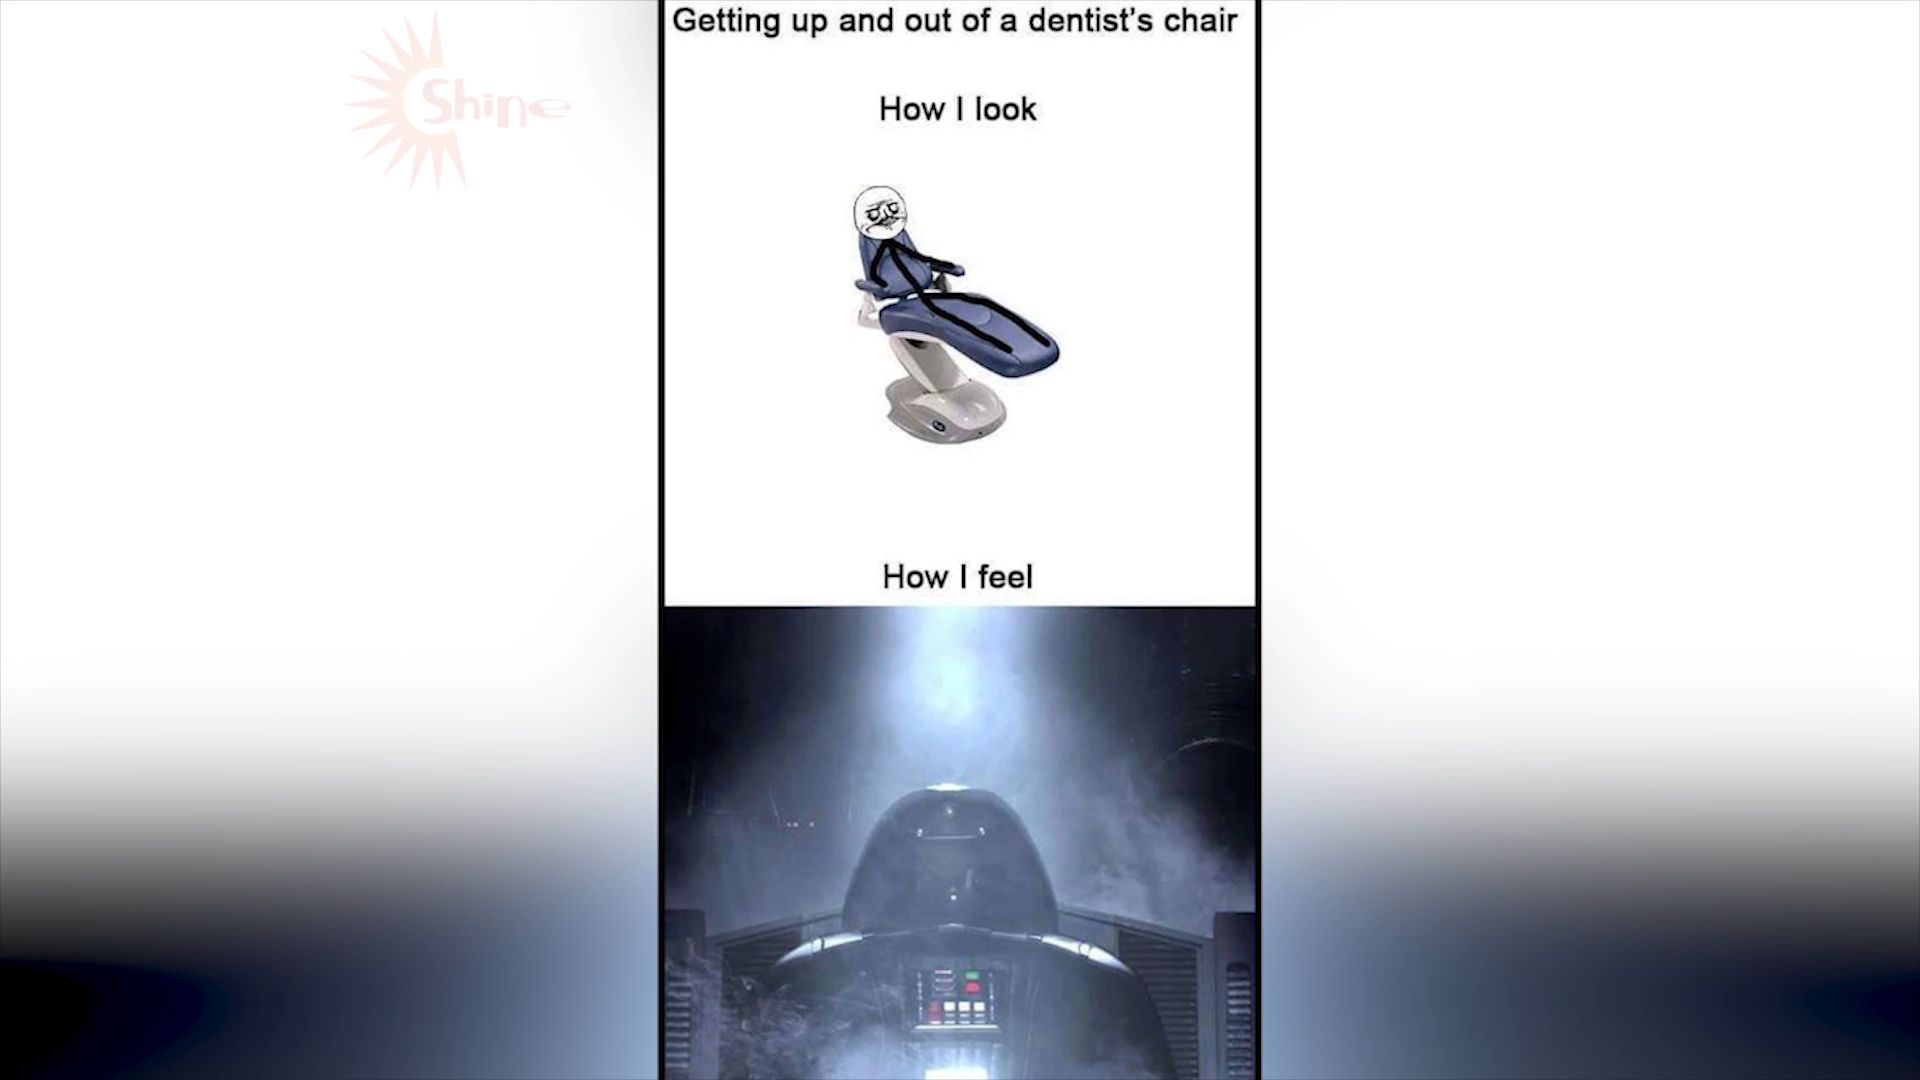 Getting up and out of a dentist's chair
Shine
How I look
How I feel